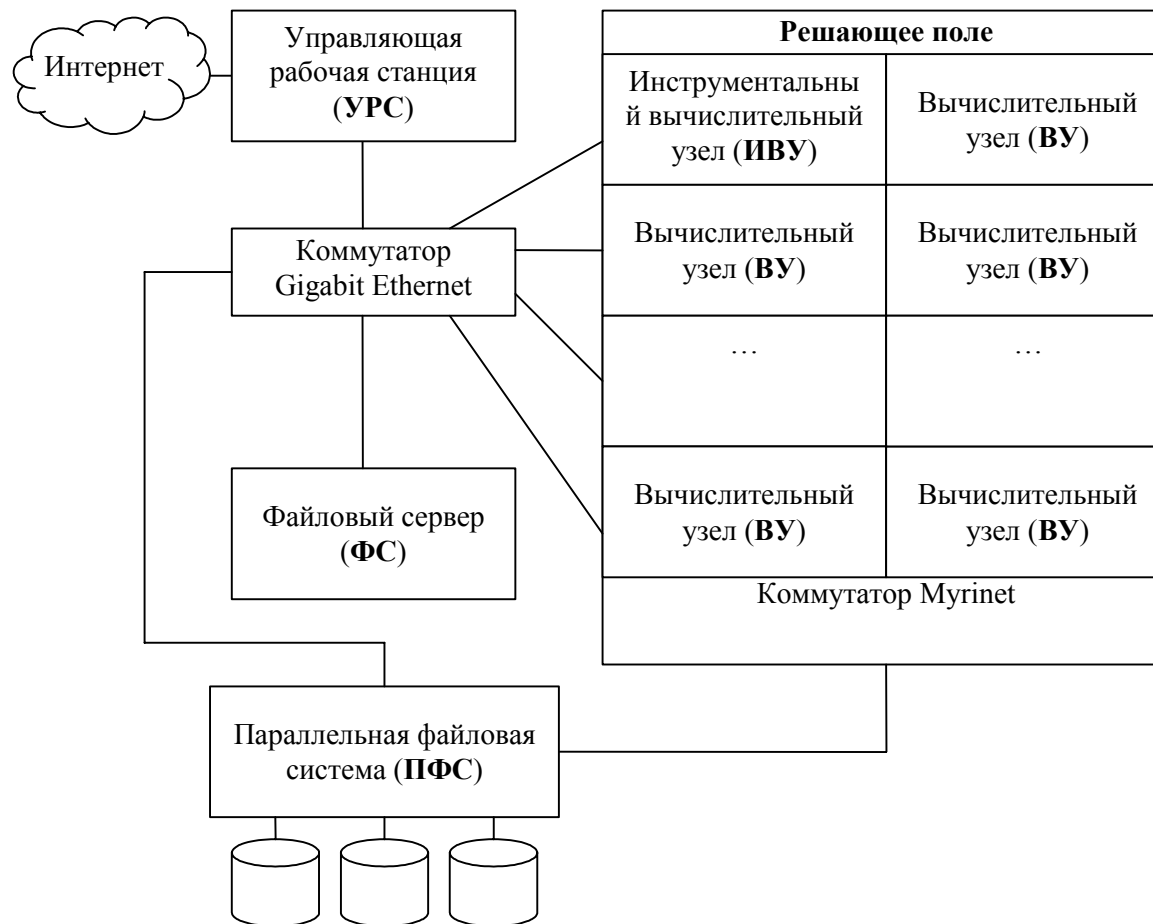 Интернет
Управляющая
рабочая станция
(УРС)
Коммутатор
Gigabit Ethernet
Файловый сервер
(ФС)
Параллельная файловая
система (ПФС)
Решающее поле
Инструментальны
й вычислительный
узел (ИВУ)
Вычислительный
узел (ВУ)
Вычислительный
узел (ВУ)
Вычислительный
узел (ВУ)
…
…
Вычислительный
узел (ВУ)
Вычислительный
узел (ВУ)
Коммутатор Myrinet